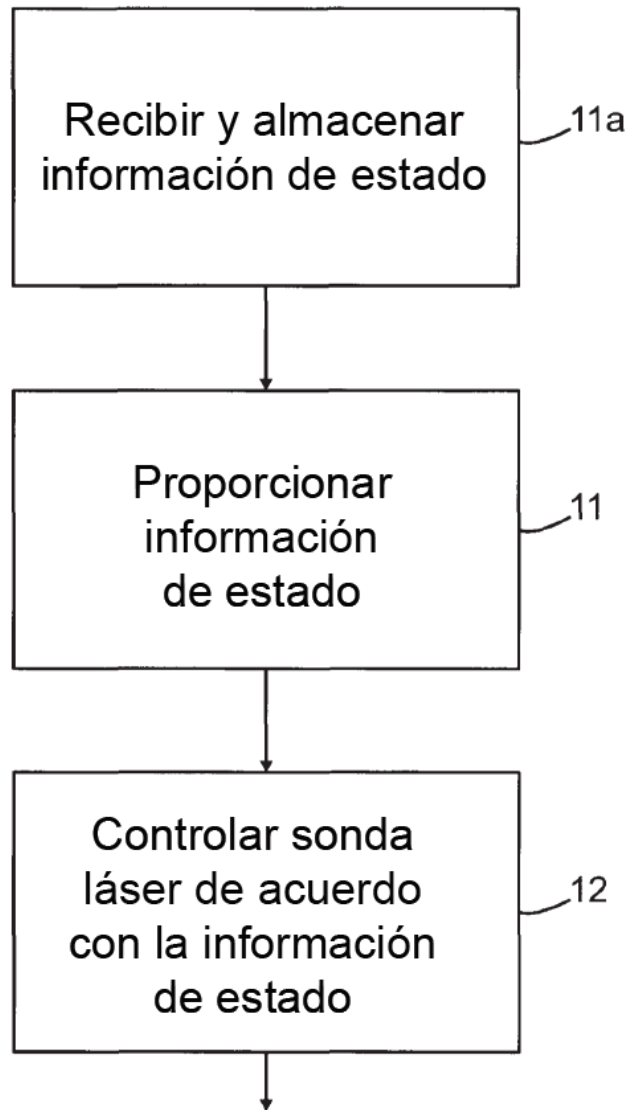 Recibir y almacenar
información de estado
11a
Proporcionar
información
de estado
11
Controlar sonda
láser de acuerdo
con la información
de estado
12